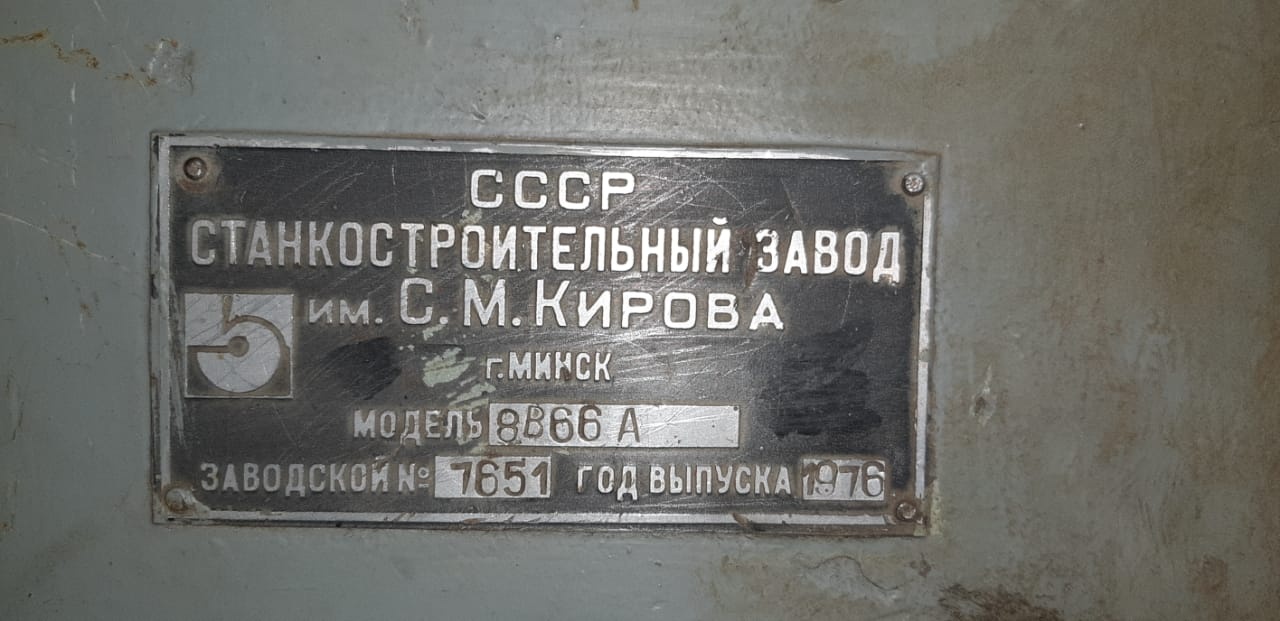 СССР
СТАНКОСТРОИТЕЛЬНЫЙ ЗАВОД
им. С.М.КИРОВА
г.МИНСК
МОДЕЛЬ 8В66 А
ЗАВОДСКОЙ № 7651 ГОД ВЫПУСКА 1976